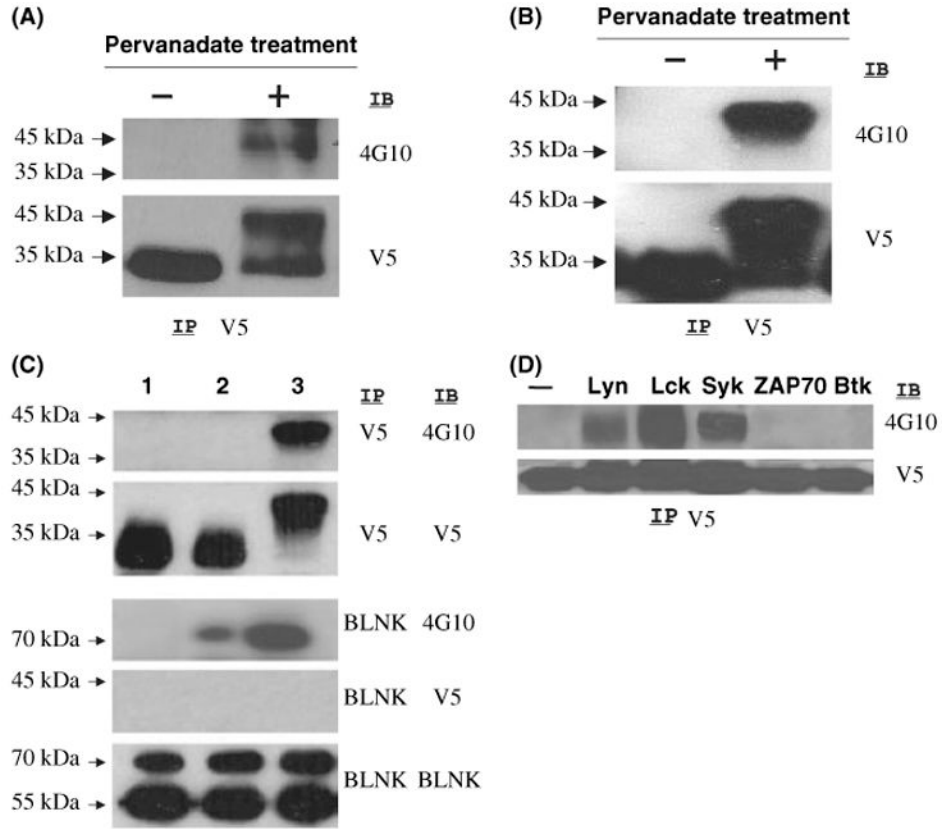 (A)
Pervanadate treatment
− + IB
45 kDa
35 kDa
4G10
45 kDa
35 kDa
V5
IP V5
(B)
Pervanadate treatment
− +
IB
45 kDa
35 kDa
4G10
45 kDa
35 kDa
V5
IP V5
(C)
1 2 3 IP IB
45 kDa
35 kDa
V5 4G10
45 kDa
35 kDa
V5 V5
70 kDa
BLNK 4G10
45 kDa
BLNK V5
70 kDa
55 kDa
BLNK BLNK
(D)
− Lyn Lck Syk ZAP70 Btk IB
4G10
V5
IP V5